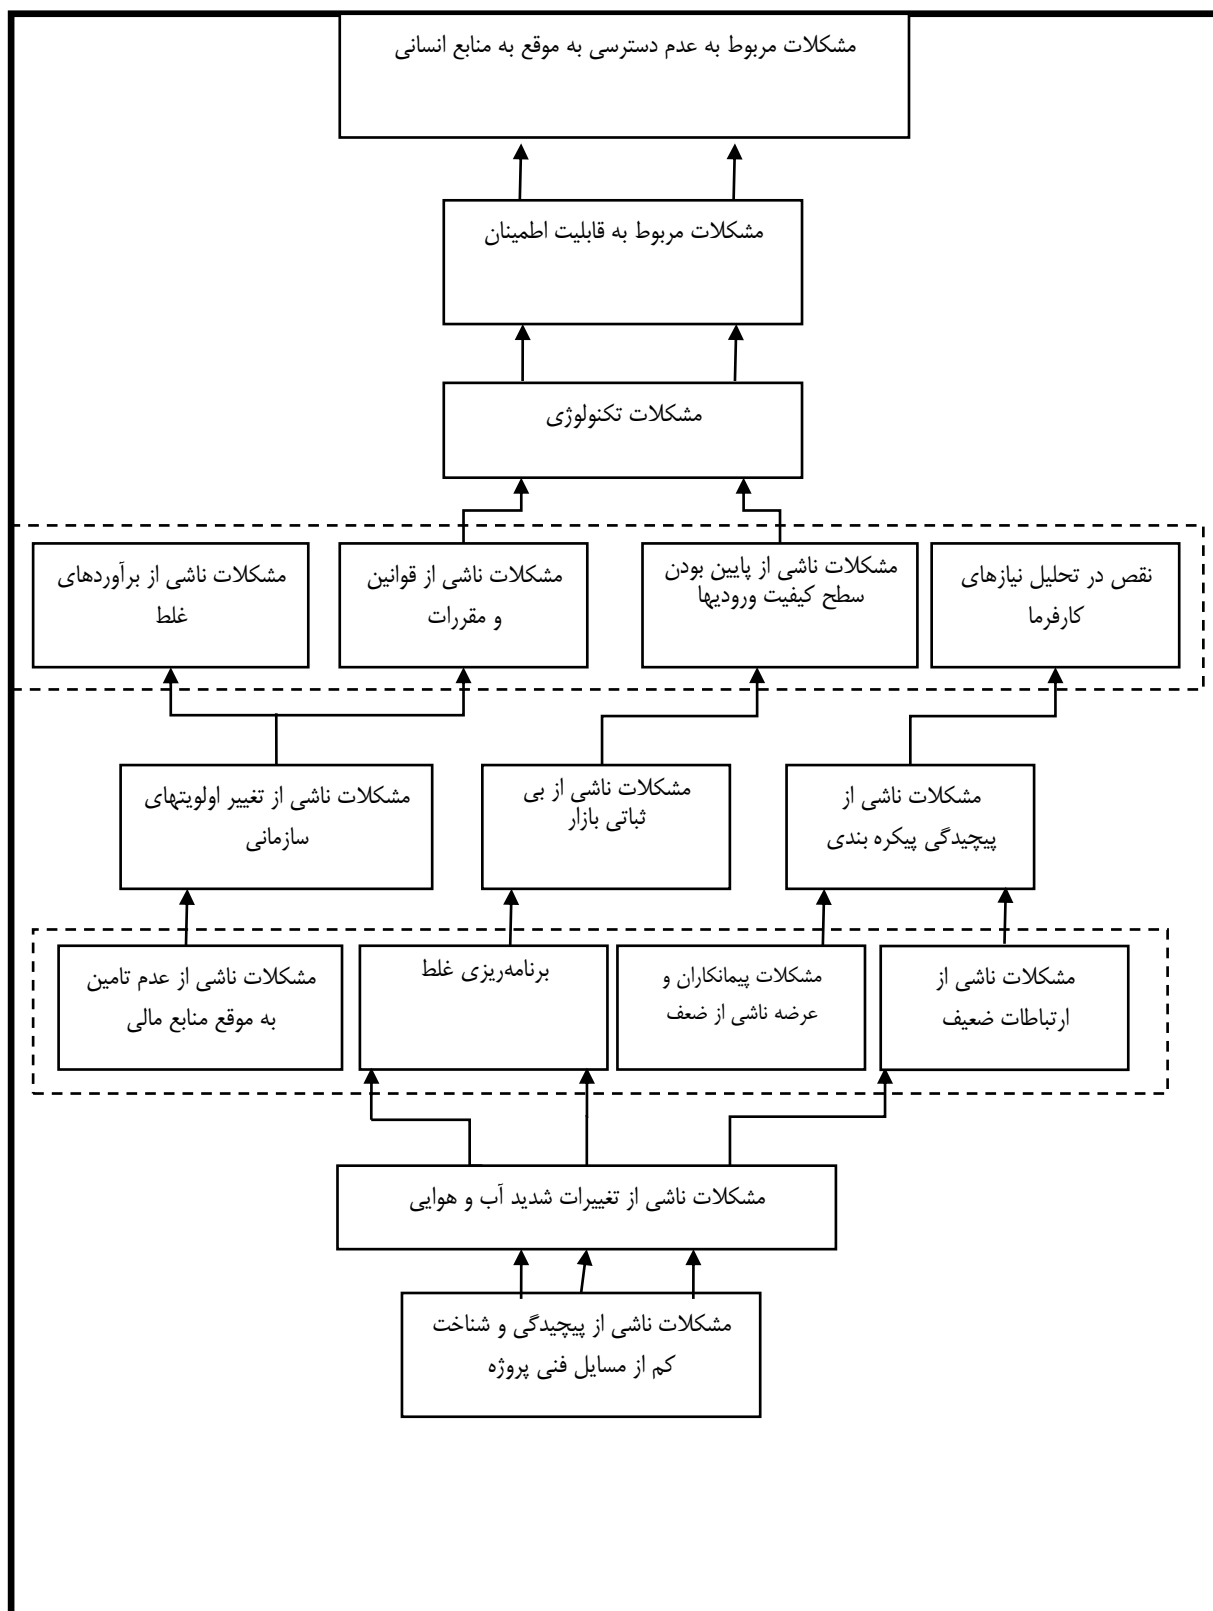 مشکلات مربوط به عدم دسترسی به موقع به منابع انسانی
مشکلات مربوط به قابلیت اطمینان
مشکلات تکنولوژی
نقص در تحلیل نیازهای
کارفرما
مشکلات ناشی از پایین بودن
سطح کیفیت ورودیها
مشکلات ناشی از قوانین
و مقررات
مشکلات ناشی از برآوردهای
غلط
مشکلات ناشی از
پیچیدگی پیکره بندی
مشکلات ناشی از بی
ثباتی بازار
مشکلات ناشی از تغییر اولویتهای
سازمانی
مشکلات ناشی از
ارتباطات ضعیف
مشکلات پیمانکاران و
عرضه ناشی از ضعف
برنامه‌ریزی غلط
مشکلات ناشی از عدم تامین
به موقع منابع مالی
مشکلات ناشی از تغییرات شدید آب و هوایی
مشکلات ناشی از پیچیدگی و شناخت
کم از مسایل فنی پروژه